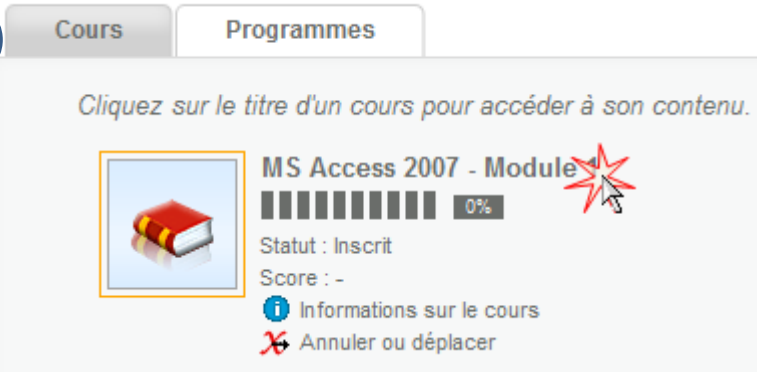 Cours
Programmes
Cliquez sur le titre d'un cours pour accéder à son contenu.
MS Access 2007 - Module 1
0%
Statut : Inscrit
Score : -
Informations sur le cours
Annuler ou déplacer